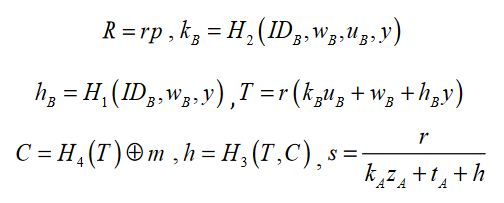 R = rp , k_B = H_2(ID_B, w_B, u_B, y)
h_B = H_1(ID_B, w_B, y) , T = r(k_B u_B + w_B + h_B y)
C = H_4(T) ⊕ m , h = H_3(T, C) , s = \frac{r}{k_A z_A + t_A + h}